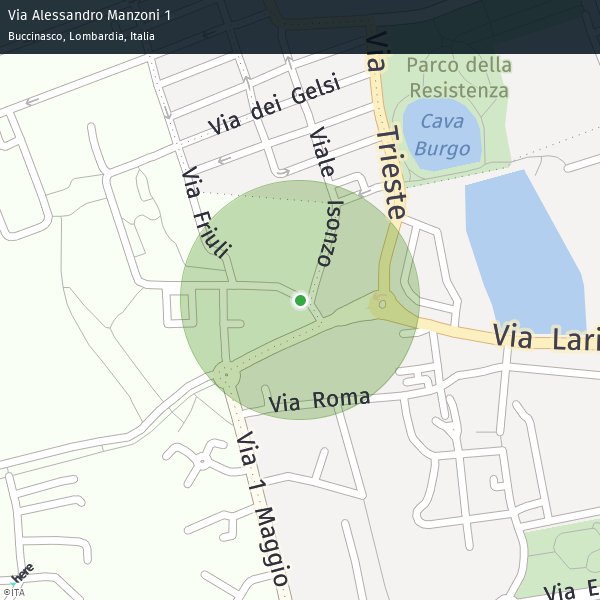 Via Alessandro Manzoni 1
Buccinasco, Lombardia, Italia
Via Trieste
Parco della
Resistenza
Cava
Burgo
Via dei Gelsi
Viale Isonzo
Via Friuli
Via Lari
Via Roma
Via 1 Maggio
Via E
here
©ITA